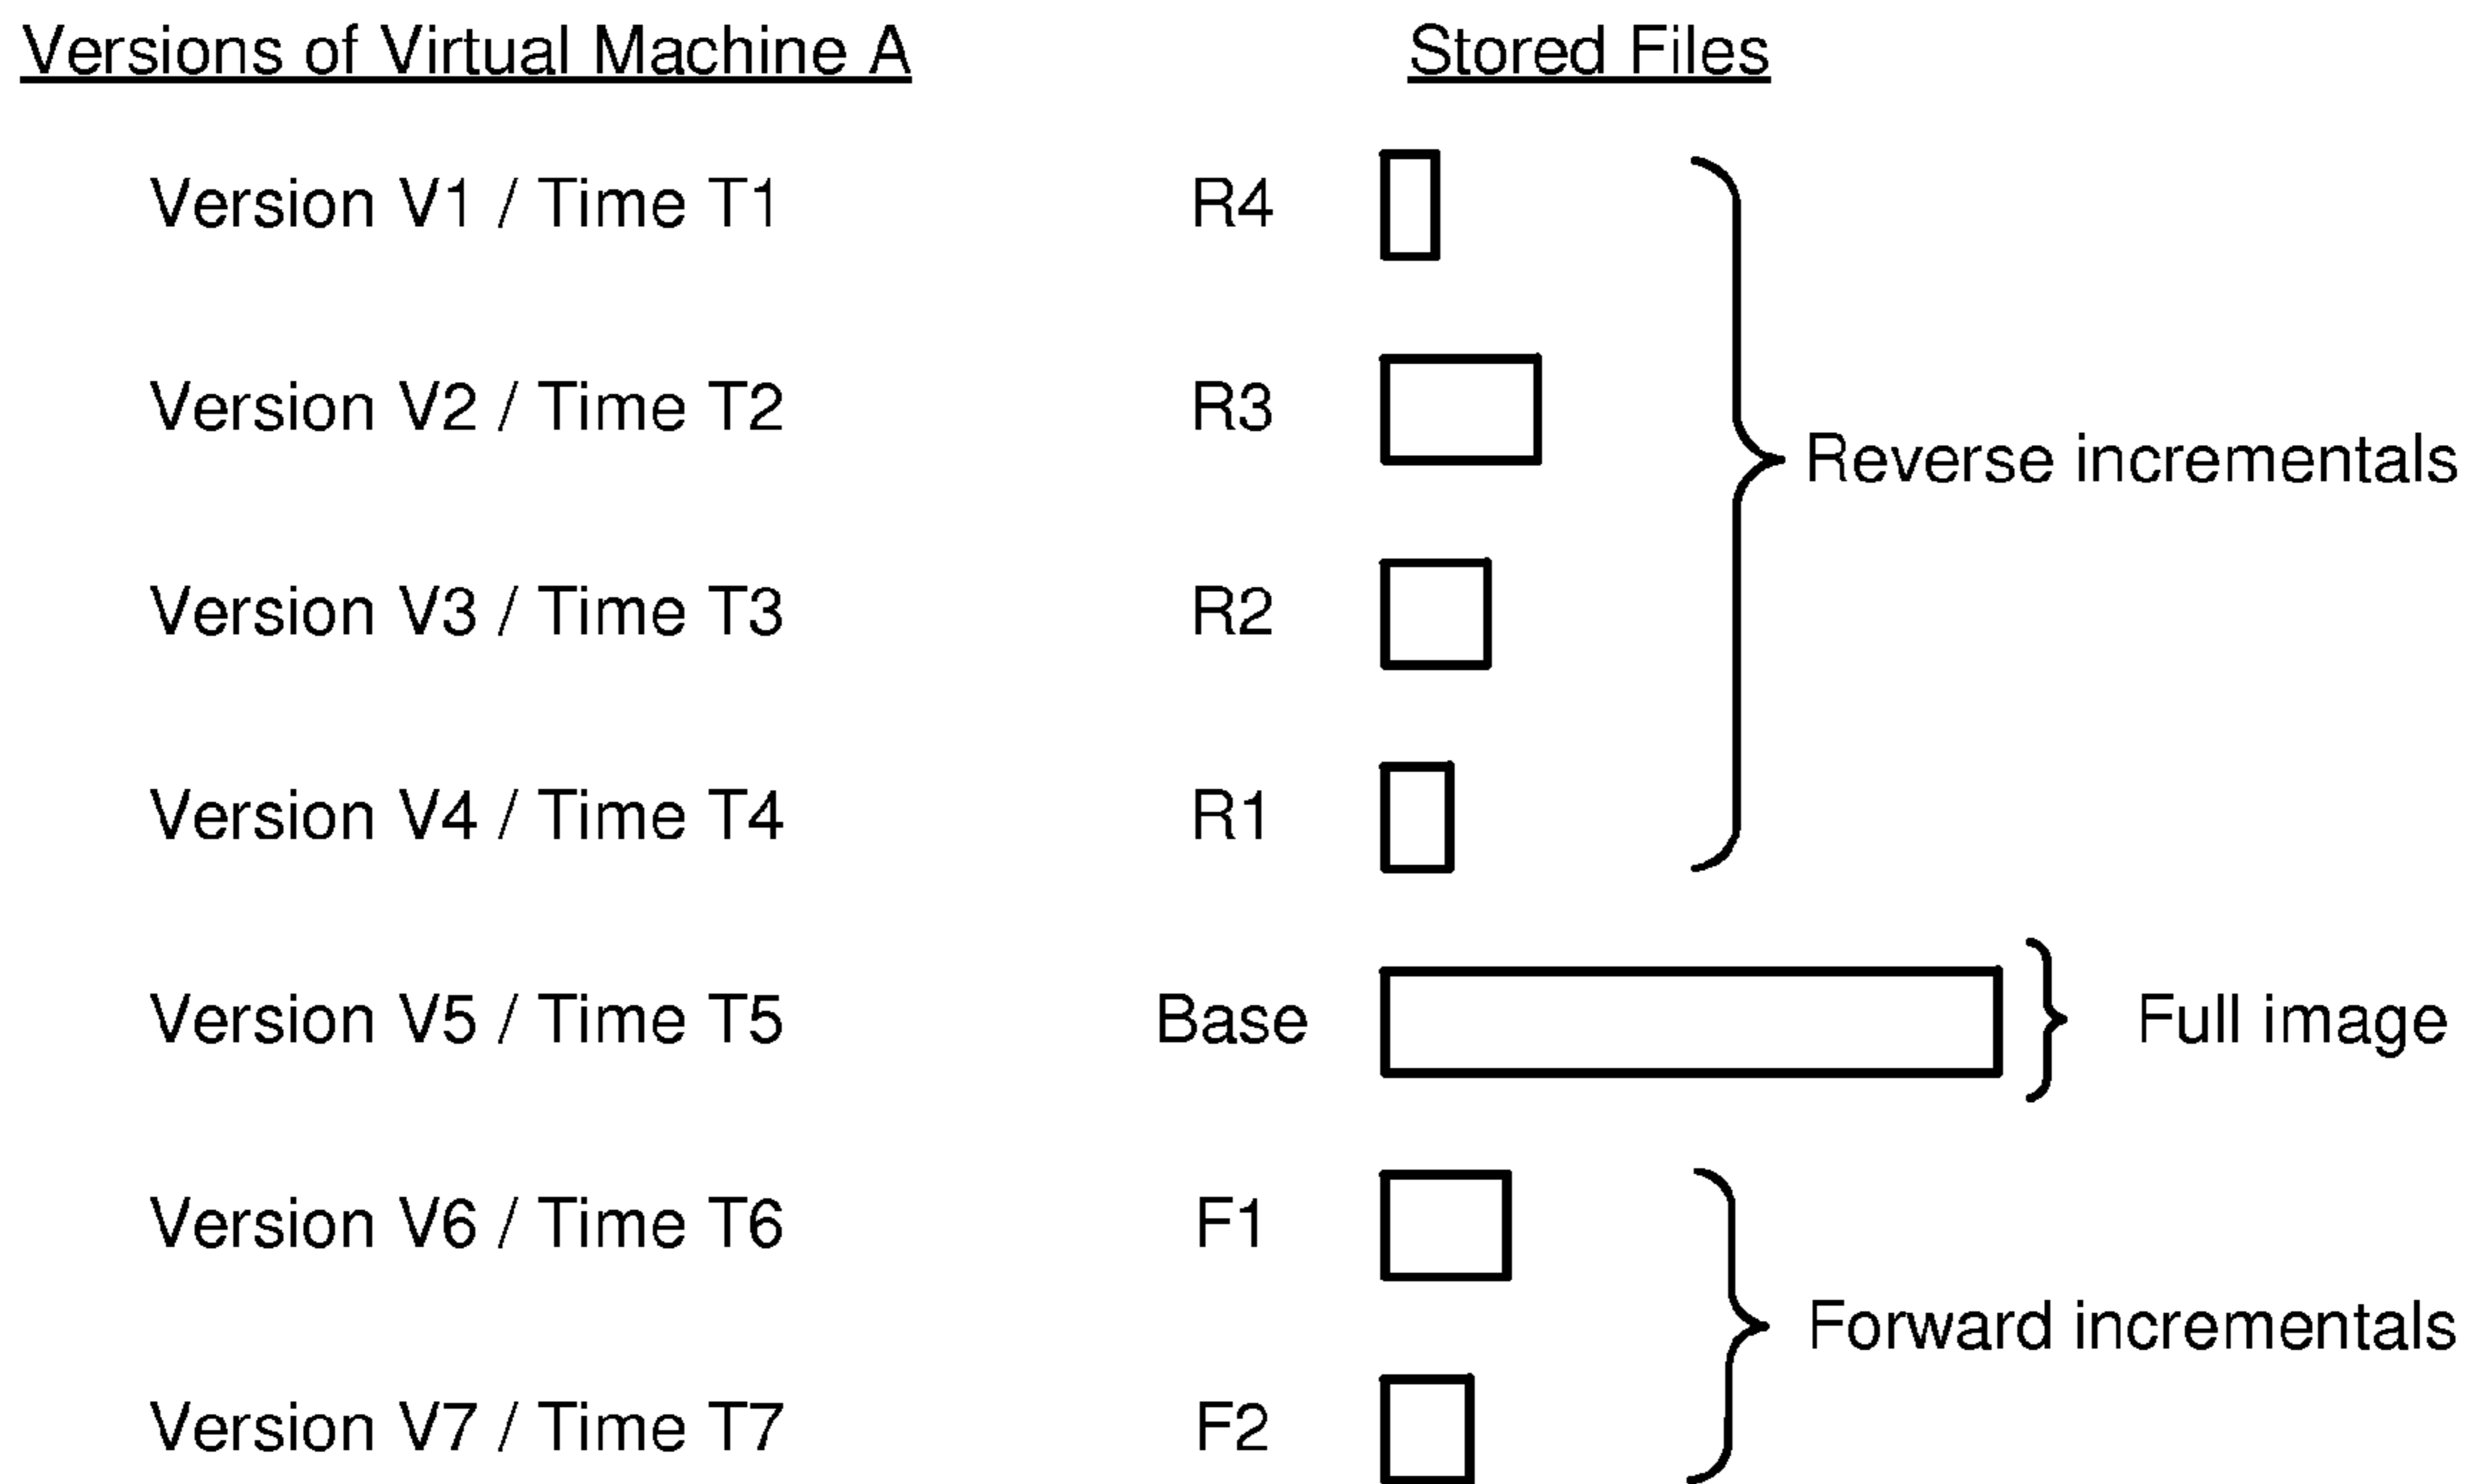 Versions of Virtual Machine A    Stored Files
Version V1 / Time T1    R4
Version V2 / Time T2    R3
Reverse incrementals
Version V3 / Time T3    R2
Version V4 / Time T4    R1
Version V5 / Time T5    Base    Full image
Version V6 / Time T6    F1
Forward incrementals
Version V7 / Time T7    F2